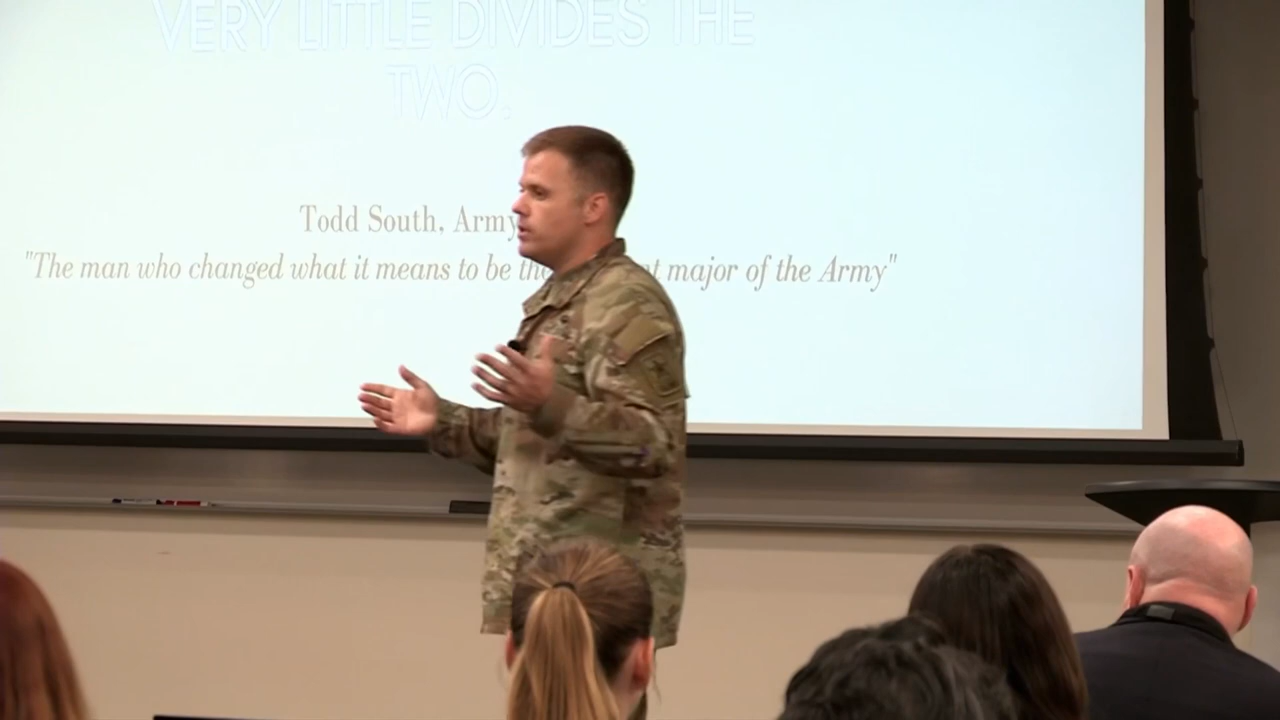 VERY LITTLE DIVIDES THE
TWO.
Todd South, Army
"The man who changed what it means to be the major of the Army"